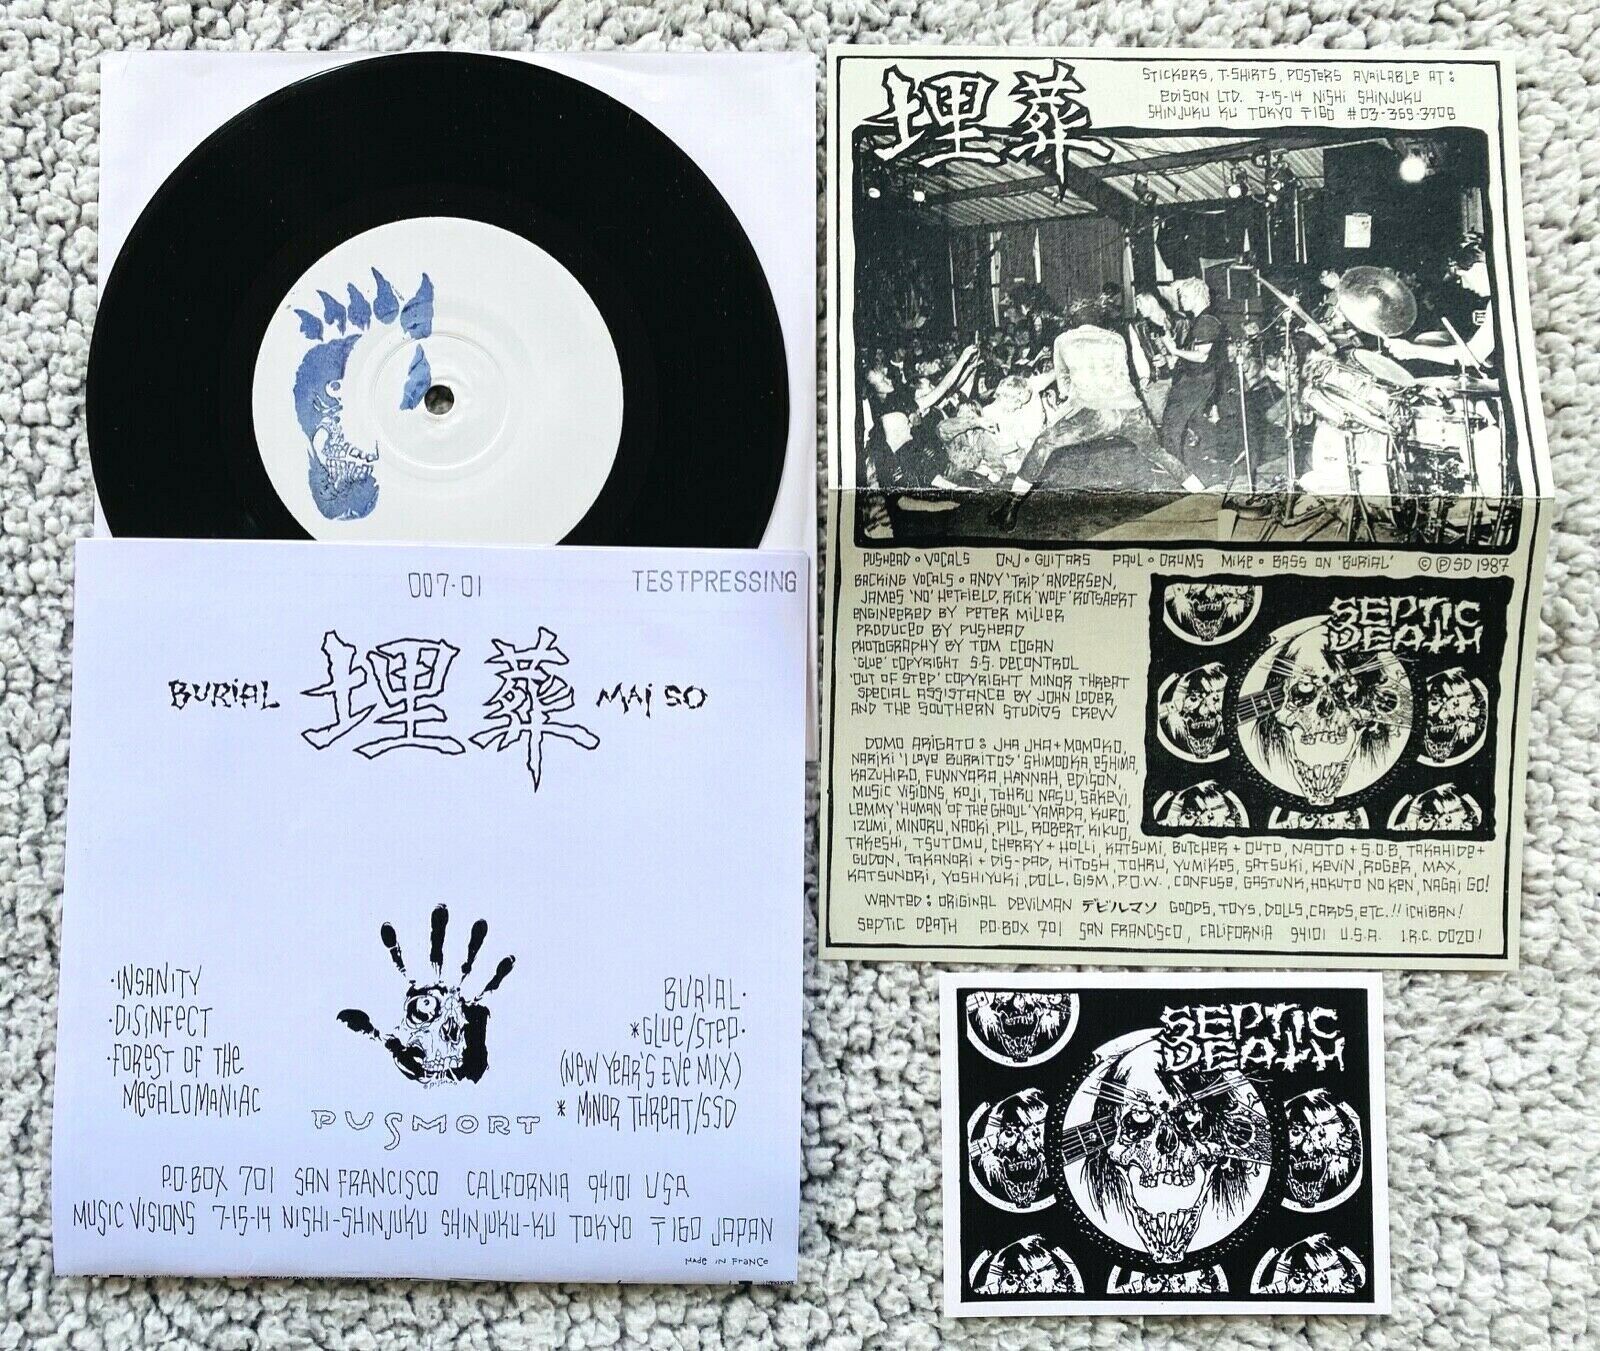 埋葬
STICKERS, T-SHIRTS, POSTERS AVAILABLE AT:
EDISON LTD. 7-15-14 NISHI SHINJUKU
SHINJUKU KU TOKYO 〒160 # 03-369-3708
PUSHEAD • VOCALS ONJ • GUITARS PAUL • DRUMS MIKE • BASS ON 'BURIAL' © ℗ SD 1987
BACKING VOCALS • ANDY 'TRIP' ANDERSEN,
JAMES 'NO' HETFIELD, RICK 'WOLF' ROTSAERT
ENGINEERED BY PETER MILLER
PRODUCED BY PUSHEAD
PHOTOGRAPHY BY TOM COGAN
'GLUE' COPYRIGHT S.S. DECONTROL
'OUT OF STEP' COPYRIGHT MINOR THREAT
SPECIAL ASSISTANCE BY JOHN LODER
AND THE SOUTHERN STUDIOS CREW
SEPTIC
DEATH
DOMO ARIGATO: JHA JHA + MOMOKO,
NARIKI 'I LOVE BURRITOS' SHIMODKA, ESHIMA,
KAZUHIRO, FUNNYARA, HANNAH, EDISON,
MUSIC VISIONS, KOJI, TOHRU NASU, SAKEVI,
LEMMY 'HUMAN 'OF THE GHOUL' YAMADA, KURO,
IZUMI, MINORU, NAOKI, PILL, ROBERT, KIKUO,
TAKESHI, TSUTOMU, CHERRY + HOLLI, KATSUMI, BUTCHER + OUTO, NAOTO + S.O.B, TAKAHIDE +
GUDON, TAKANORI + DIS-PAD, HITOSH, TOHRU, YUMIKES, SATSUKI, KEVIN, ROGER, MAX,
KATSUNORI, YOSHIYUKI, DOLL, GISM, P.O.W., CONFUSE, GASTUNK, HOKUTO NO KEN, NAGAI GO!
WANTED: ORIGINAL DEVILMAN デビルマン GOODS, TOYS, DOLLS, CARDS, ETC.!! ICHIBAN!
SEPTIC DEATH P.O. BOX 701 SAN FRANCISCO, CALIFORNIA 94101 U.S.A. I.R.C. DOZO!
007-01 TESTPRESSING
BURIAL 埋葬 MAI SO
• INSANITY
• DISINFECT
• FOREST OF THE
MEGALOMANIAC
BURIAL •
*GLUE/STEP •
(NEW YEAR'S EVE MIX)
* MINOR THREAT/SSD
PUSMORT
P.O. BOX 701 SAN FRANCISCO CALIFORNIA 94101 USA
MUSIC VISIONS 7-15-14 NISHI-SHINJUKU SHINJUKU-KU TOKYO 〒160 JAPAN
MADE IN FRANCE
SEPTIC
DEATH